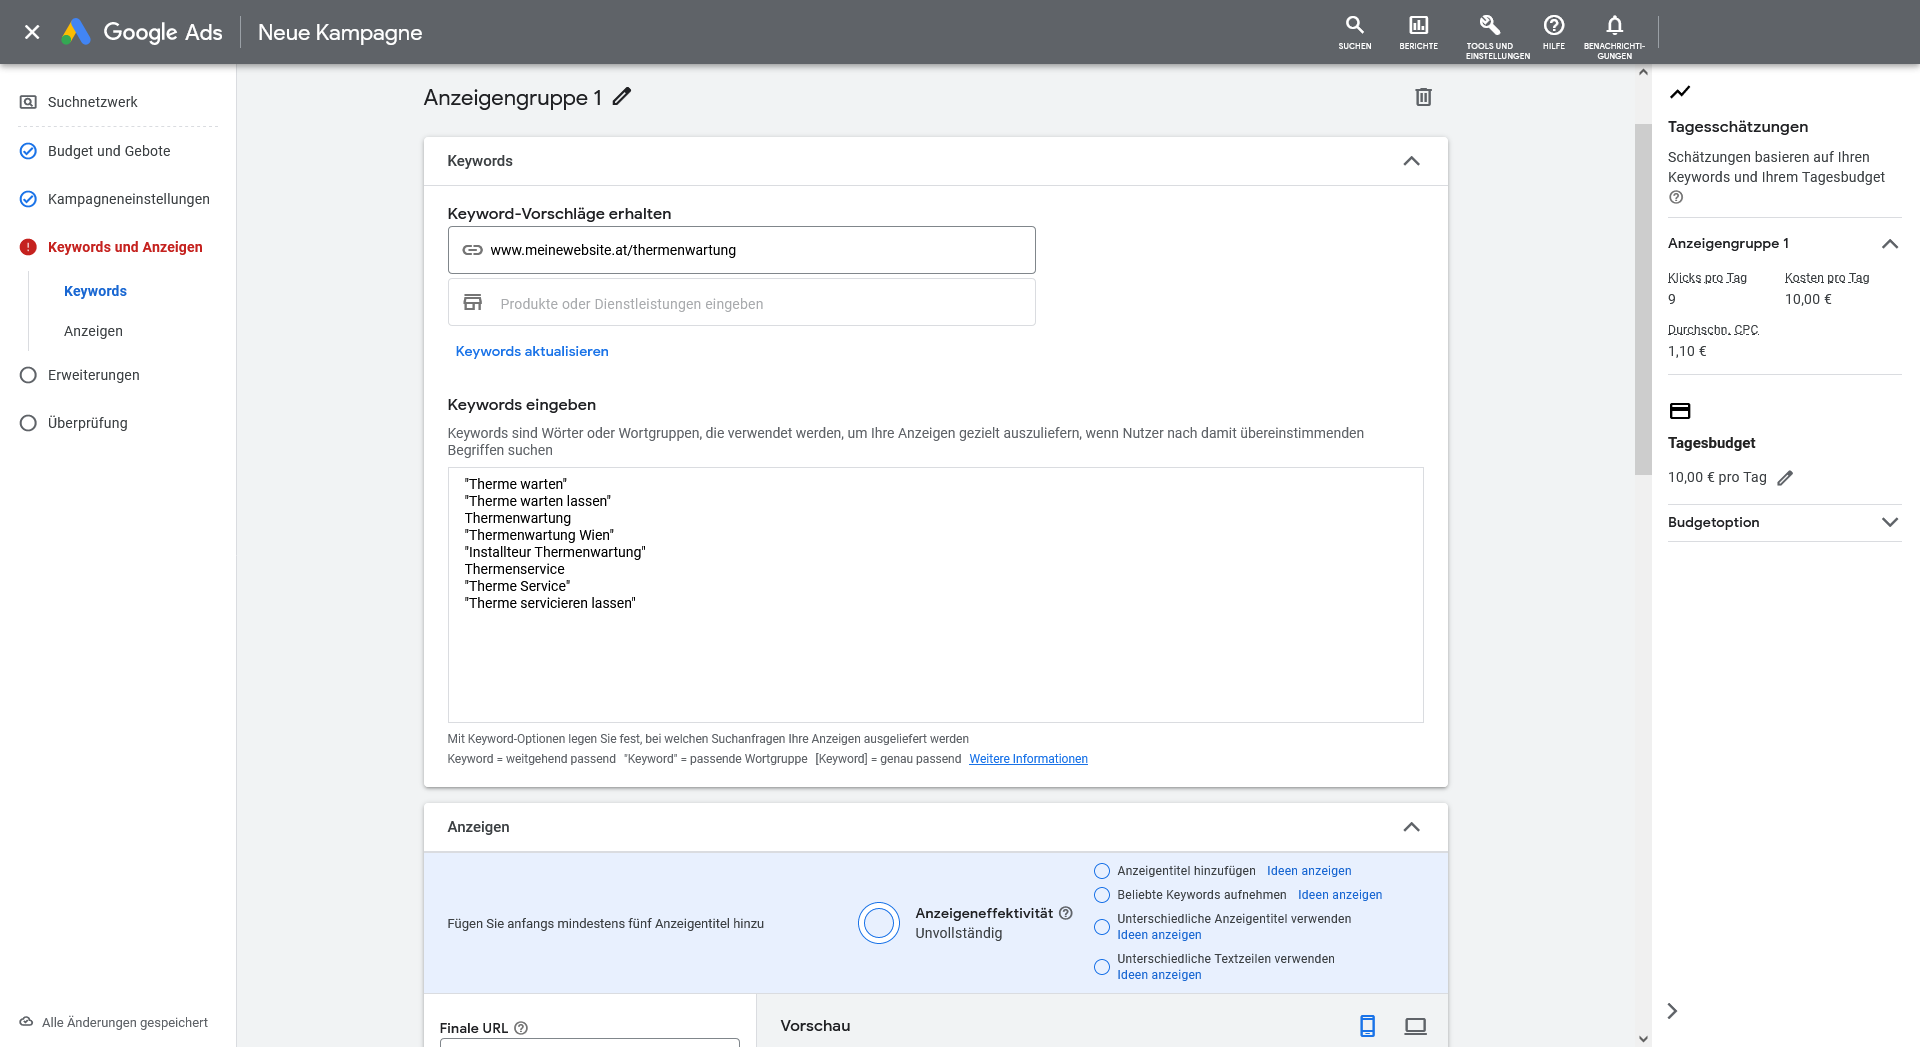 Google Ads
Neue Kampagne
SUCHEN
BERICHTE
TOOLS UND
EINSTELLUNGEN
HILFE
BENACHRICHTI-
GUNGEN
Suchnetzwerk
Budget und Gebote
Kampagneneinstellungen
Keywords und Anzeigen
Keywords
Anzeigen
Erweiterungen
Überprüfung
Alle Änderungen gespeichert
Anzeigengruppe 1
Keywords
Keyword-Vorschläge erhalten
www.meinewebsite.at/thermenwartung
Produkte oder Dienstleistungen eingeben
Keywords aktualisieren
Keywords eingeben
Keywords sind Wörter oder Wortgruppen, die verwendet werden, um Ihre Anzeigen gezielt auszuliefern, wenn Nutzer nach damit übereinstimmenden
Begriffen suchen
"Therme warten"
"Therme warten lassen"
Thermenwartung
"Thermenwartung Wien"
"Installteur Thermenwartung"
Thermenservice
"Therme Service"
"Therme servicieren lassen"
Mit Keyword-Optionen legen Sie fest, bei welchen Suchanfragen Ihre Anzeigen ausgeliefert werden
Keyword = weitgehend passend "Keyword" = passende Wortgruppe [Keyword] = genau passend Weitere Informationen
Anzeigen
Fügen Sie anfangs mindestens fünf Anzeigentitel hinzu
Anzeigeneffektivität
Unvollständig
Anzeigentitel hinzufügen Ideen anzeigen
Beliebte Keywords aufnehmen Ideen anzeigen
Unterschiedliche Anzeigentitel verwenden
Ideen anzeigen
Unterschiedliche Textzeilen verwenden
Ideen anzeigen
Finale URL
Vorschau
Tagesschätzungen
Schätzungen basieren auf Ihren
Keywords und Ihrem Tagesbudget
Anzeigengruppe 1
Klicks pro Tag Kosten pro Tag
9 10,00 €
Durchschn. CPC
1,10 €
Tagesbudget
10,00 € pro Tag
Budgetoption